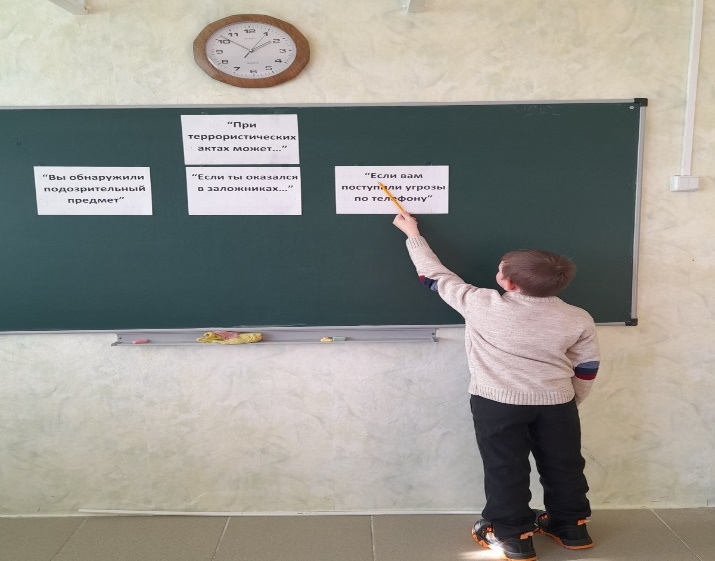 “При
террористических
актах может...”
“Вы обнаружили
подозрительный
предмет”
“Если ты оказался
в заложниках...”
“Если вам
поступили угрозы
по телефону”